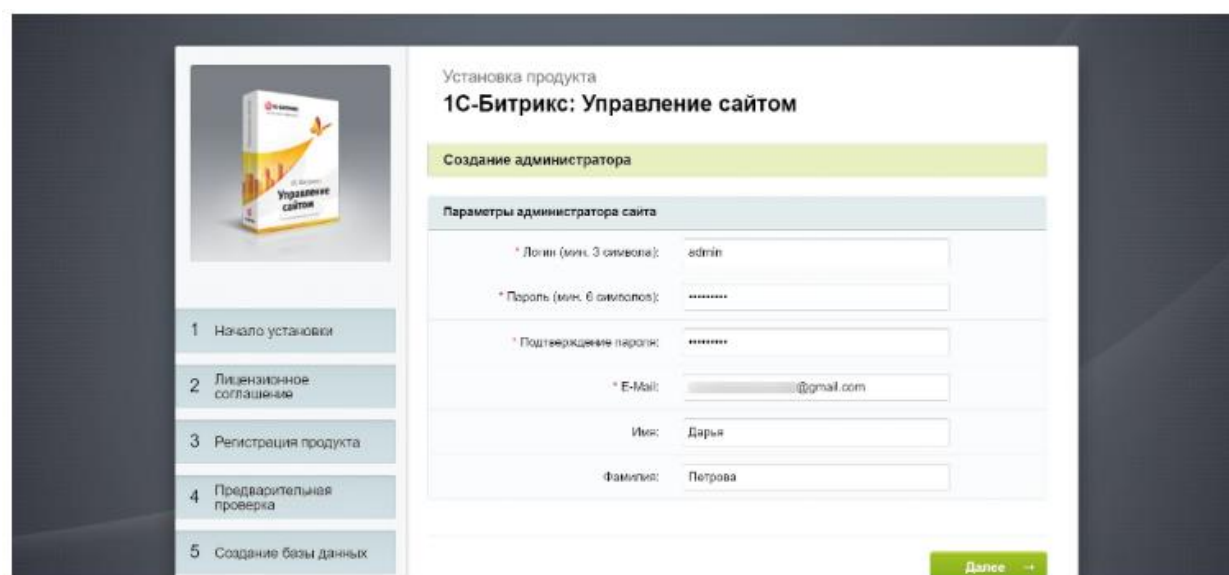 Установка продукта
1С-Битрикс: Управление сайтом
Создание администратора
Параметры администратора сайта
* Логин (мин. 3 символа): admin
* Пароль (мин. 6 символов): •••••••••
* Подтверждение пароля: •••••••••
* E-Mail: @gmail.com
Имя: Дарья
Фамилия: Петрова
Далее →
Управление
сайтом
1 Начало установки
2 Лицензионное
соглашение
3 Регистрация продукта
4 Предварительная
проверка
5 Создание базы данных